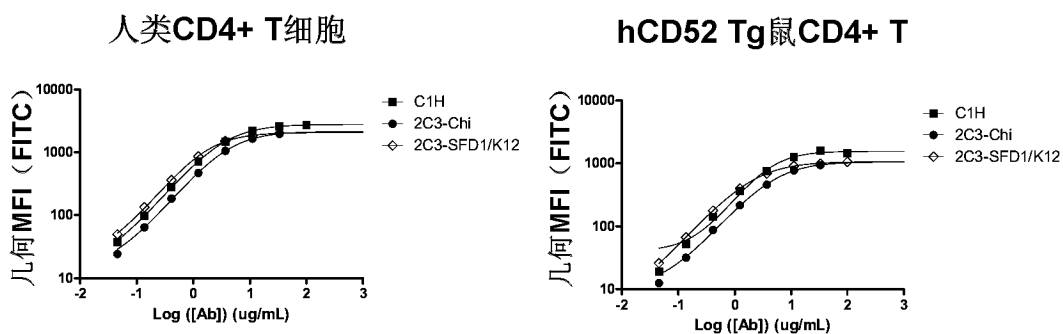 人类CD4+ T细胞
几何MFI（FITC）
10000
1000
100
10
-2 -1 0 1 2 3
Log ([Ab]) (ug/mL)
C1H
2C3-Chi
2C3-SFD1/K12
hCD52 Tg鼠CD4+ T
几何MFI（FITC）
10000
1000
100
10
-2 -1 0 1 2 3
Log ([Ab]) (ug/mL)
C1H
2C3-Chi
2C3-SFD1/K12